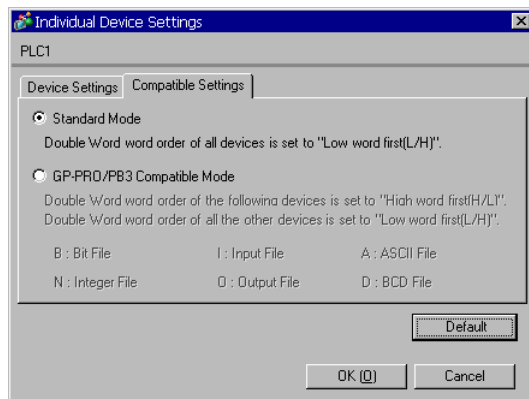 Individual Device Settings
PLC1
Device Settings Compatible Settings
Standard Mode
Double Word word order of all devices is set to "Low word first(L/H)".
GP-PRO/PB3 Compatible Mode
Double Word word order of the following devices is set to "High word first(H/L)".
Double Word word order of all the other devices is set to "Low word first(L/H)".
B : Bit File I : Input File A : ASCII File
N : Integer File O : Output File D : BCD File
Default
OK (O) Cancel